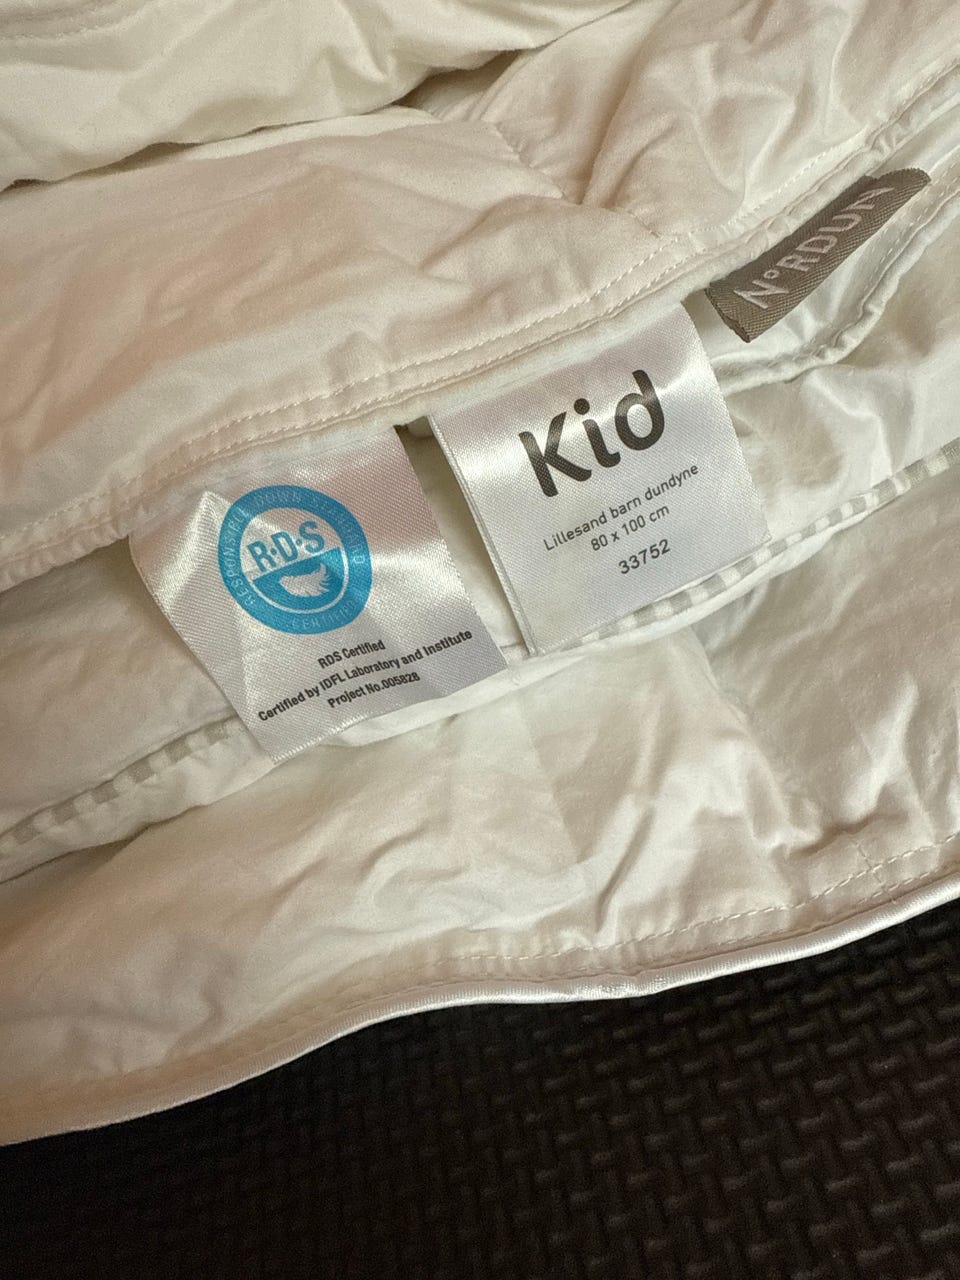 N°RDUN
Kid
Lillesand barn dundyne
80 x 100 cm
33752
RESPONSIBLE DOWN STANDARD
R·D·S
CERTIFIED
RDS Certified
Certified by IDFL Laboratory and Institute
Project No.005828